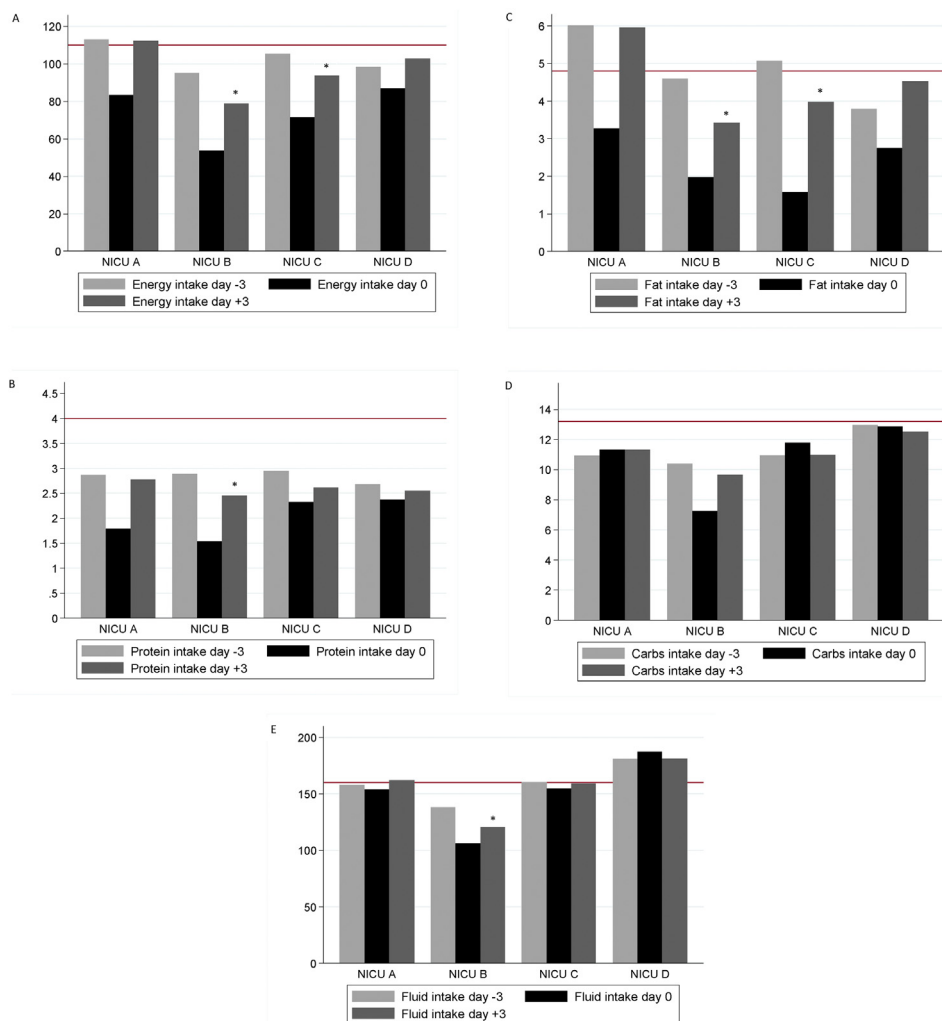 A
120
100
80
60
40
20
0
*
*
NICU A NICU B NICU C NICU D
Energy intake day -3 Energy intake day 0
Energy intake day +3
C
6
5
4
3
2
1
0
*
*
NICU A NICU B NICU C NICU D
Fat intake day -3 Fat intake day 0
Fat intake day +3
B
4.5
4
3.5
3
2.5
2
1.5
1
.5
0
*
NICU A NICU B NICU C NICU D
Protein intake day -3 Protein intake day 0
Protein intake day +3
D
14
12
10
8
6
4
2
0
NICU A NICU B NICU C NICU D
Carbs intake day -3 Carbs intake day 0
Carbs intake day +3
E
200
150
100
50
0
*
NICU A NICU B NICU C NICU D
Fluid intake day -3 Fluid intake day 0
Fluid intake day +3